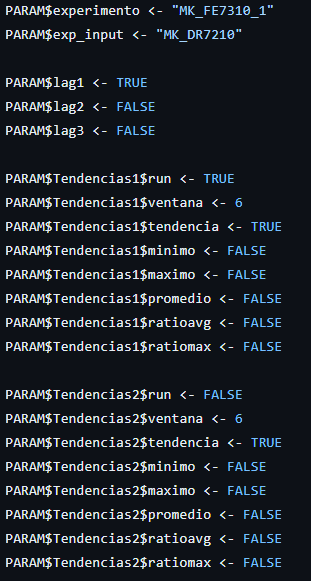 PARAM$experimento <- "MK_FE7310_1"
PARAM$exp_input <- "MK_DR7210"
PARAM$lag1 <- TRUE
PARAM$lag2 <- FALSE
PARAM$lag3 <- FALSE
PARAM$Tendencias1$run <- TRUE
PARAM$Tendencias1$ventana <- 6
PARAM$Tendencias1$tendencia <- TRUE
PARAM$Tendencias1$minimo <- FALSE
PARAM$Tendencias1$maximo <- FALSE
PARAM$Tendencias1$promedio <- FALSE
PARAM$Tendencias1$ratioavg <- FALSE
PARAM$Tendencias1$ratiomax <- FALSE
PARAM$Tendencias2$run <- FALSE
PARAM$Tendencias2$ventana <- 6
PARAM$Tendencias2$tendencia <- TRUE
PARAM$Tendencias2$minimo <- FALSE
PARAM$Tendencias2$maximo <- FALSE
PARAM$Tendencias2$promedio <- FALSE
PARAM$Tendencias2$ratioavg <- FALSE
PARAM$Tendencias2$ratiomax <- FALSE